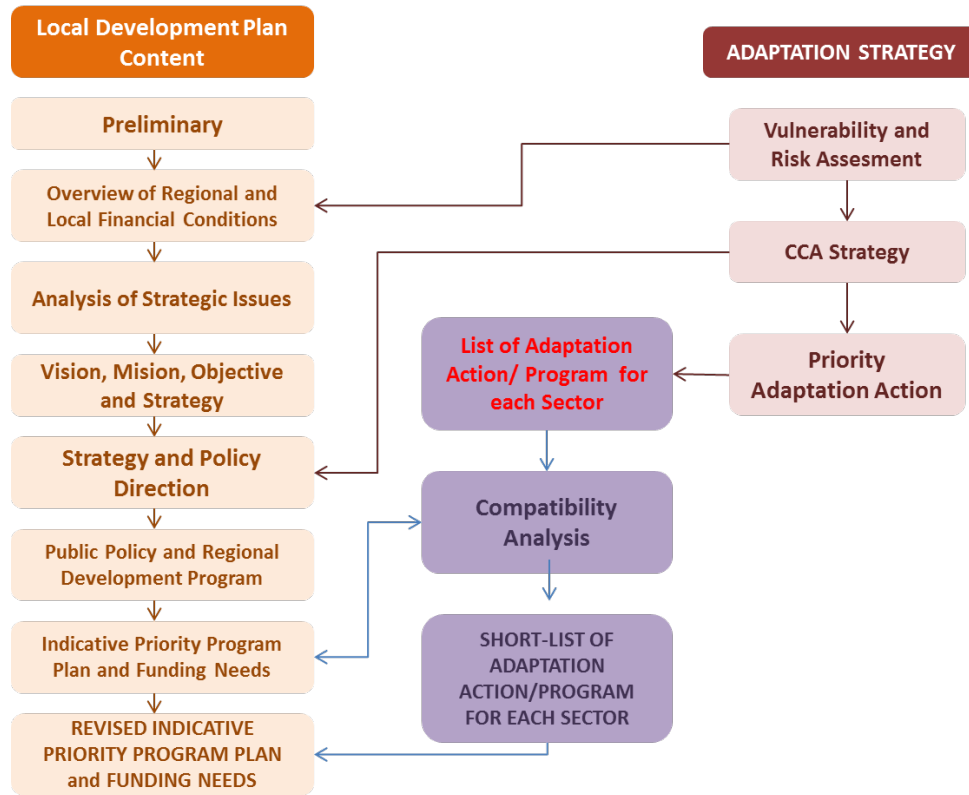 Local Development Plan
Content
Preliminary
Overview of Regional and
Local Financial Conditions
Analysis of Strategic Issues
Vision, Mision, Objective
and Strategy
Strategy and Policy
Direction
Public Policy and Regional
Development Program
Indicative Priority Program
Plan and Funding Needs
REVISED INDICATIVE
PRIORITY PROGRAM PLAN
and FUNDING NEEDS
List of Adaptation
Action/ Program for
each Sector
Compatibility
Analysis
SHORT-LIST OF
ADAPTATION
ACTION/PROGRAM
FOR EACH SECTOR
ADAPTATION STRATEGY
Vulnerability and
Risk Assesment
CCA Strategy
Priority
Adaptation Action